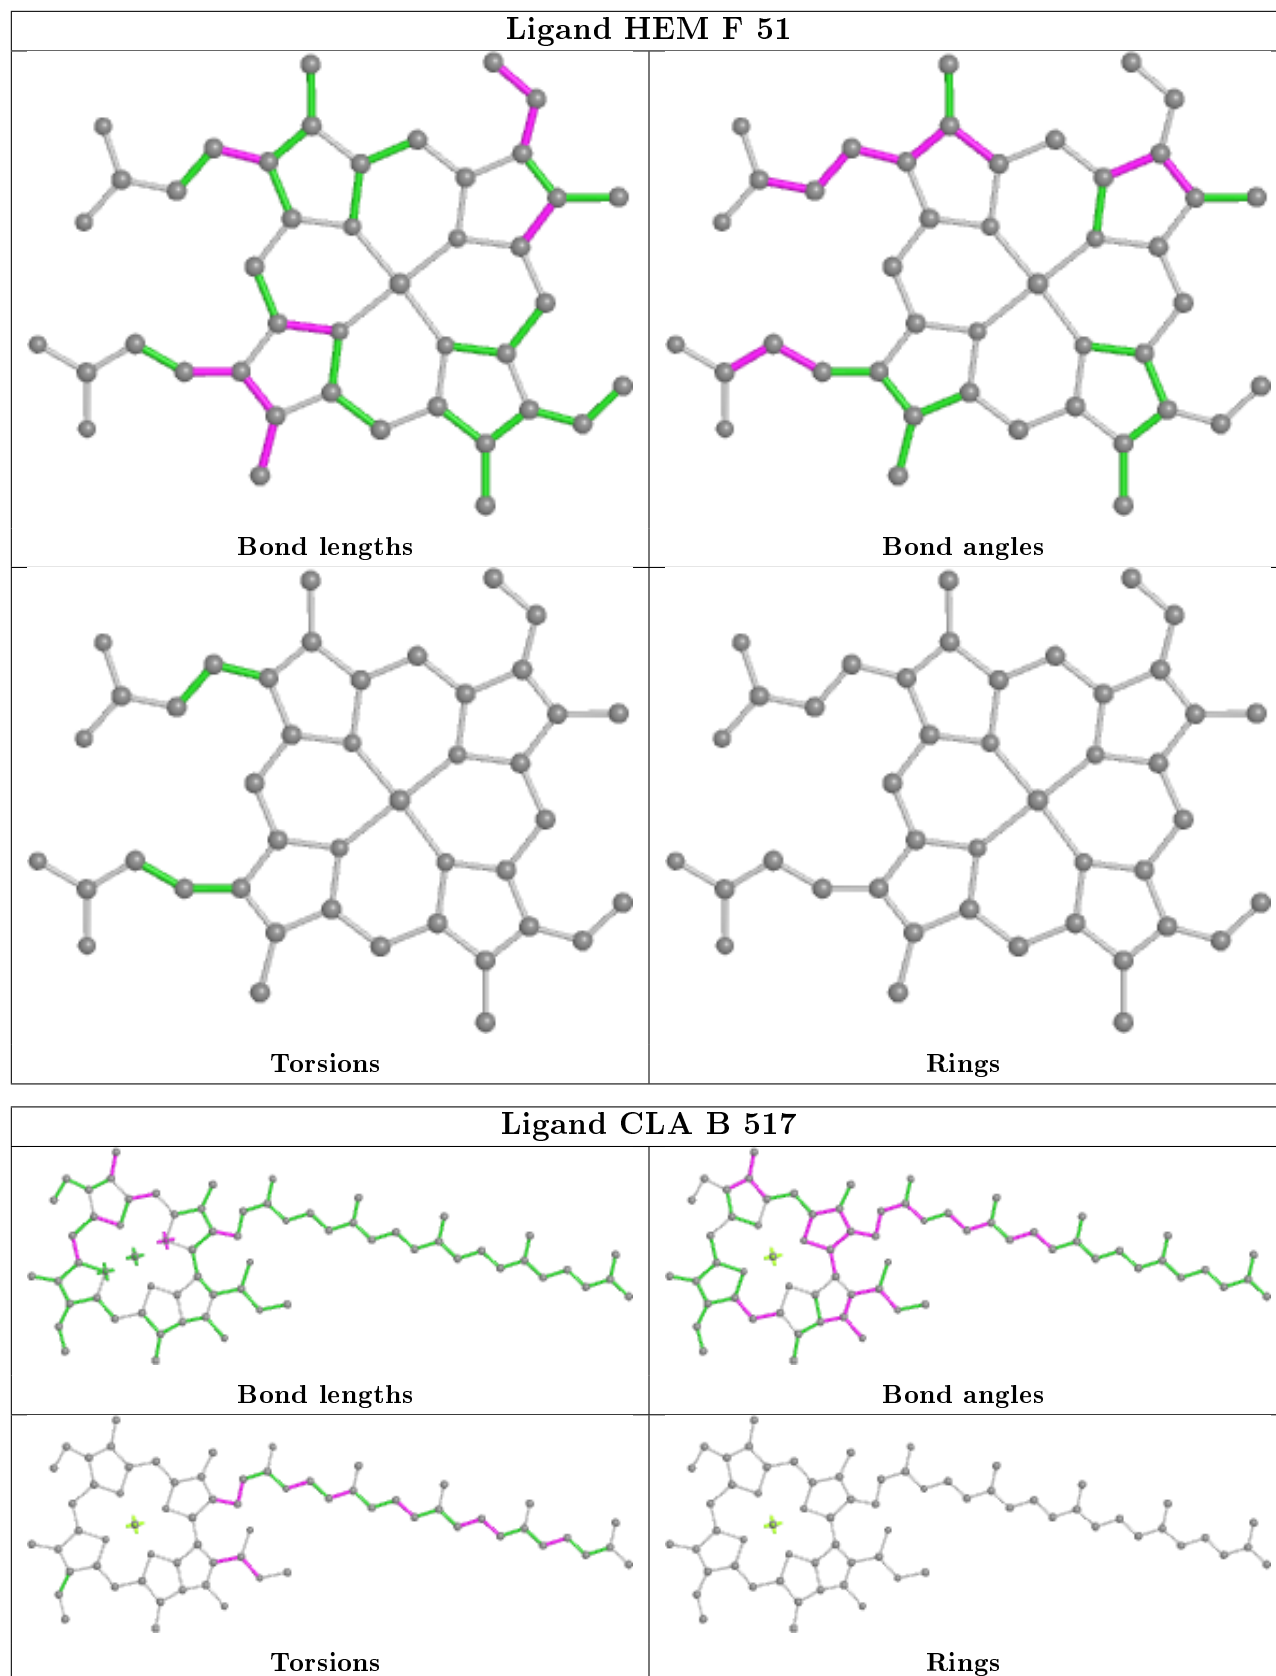 Ligand HEM F 51
Bond lengths
Bond angles
Torsions
Rings
Ligand CLA B 517
Bond lengths
Bond angles
Torsions
Rings